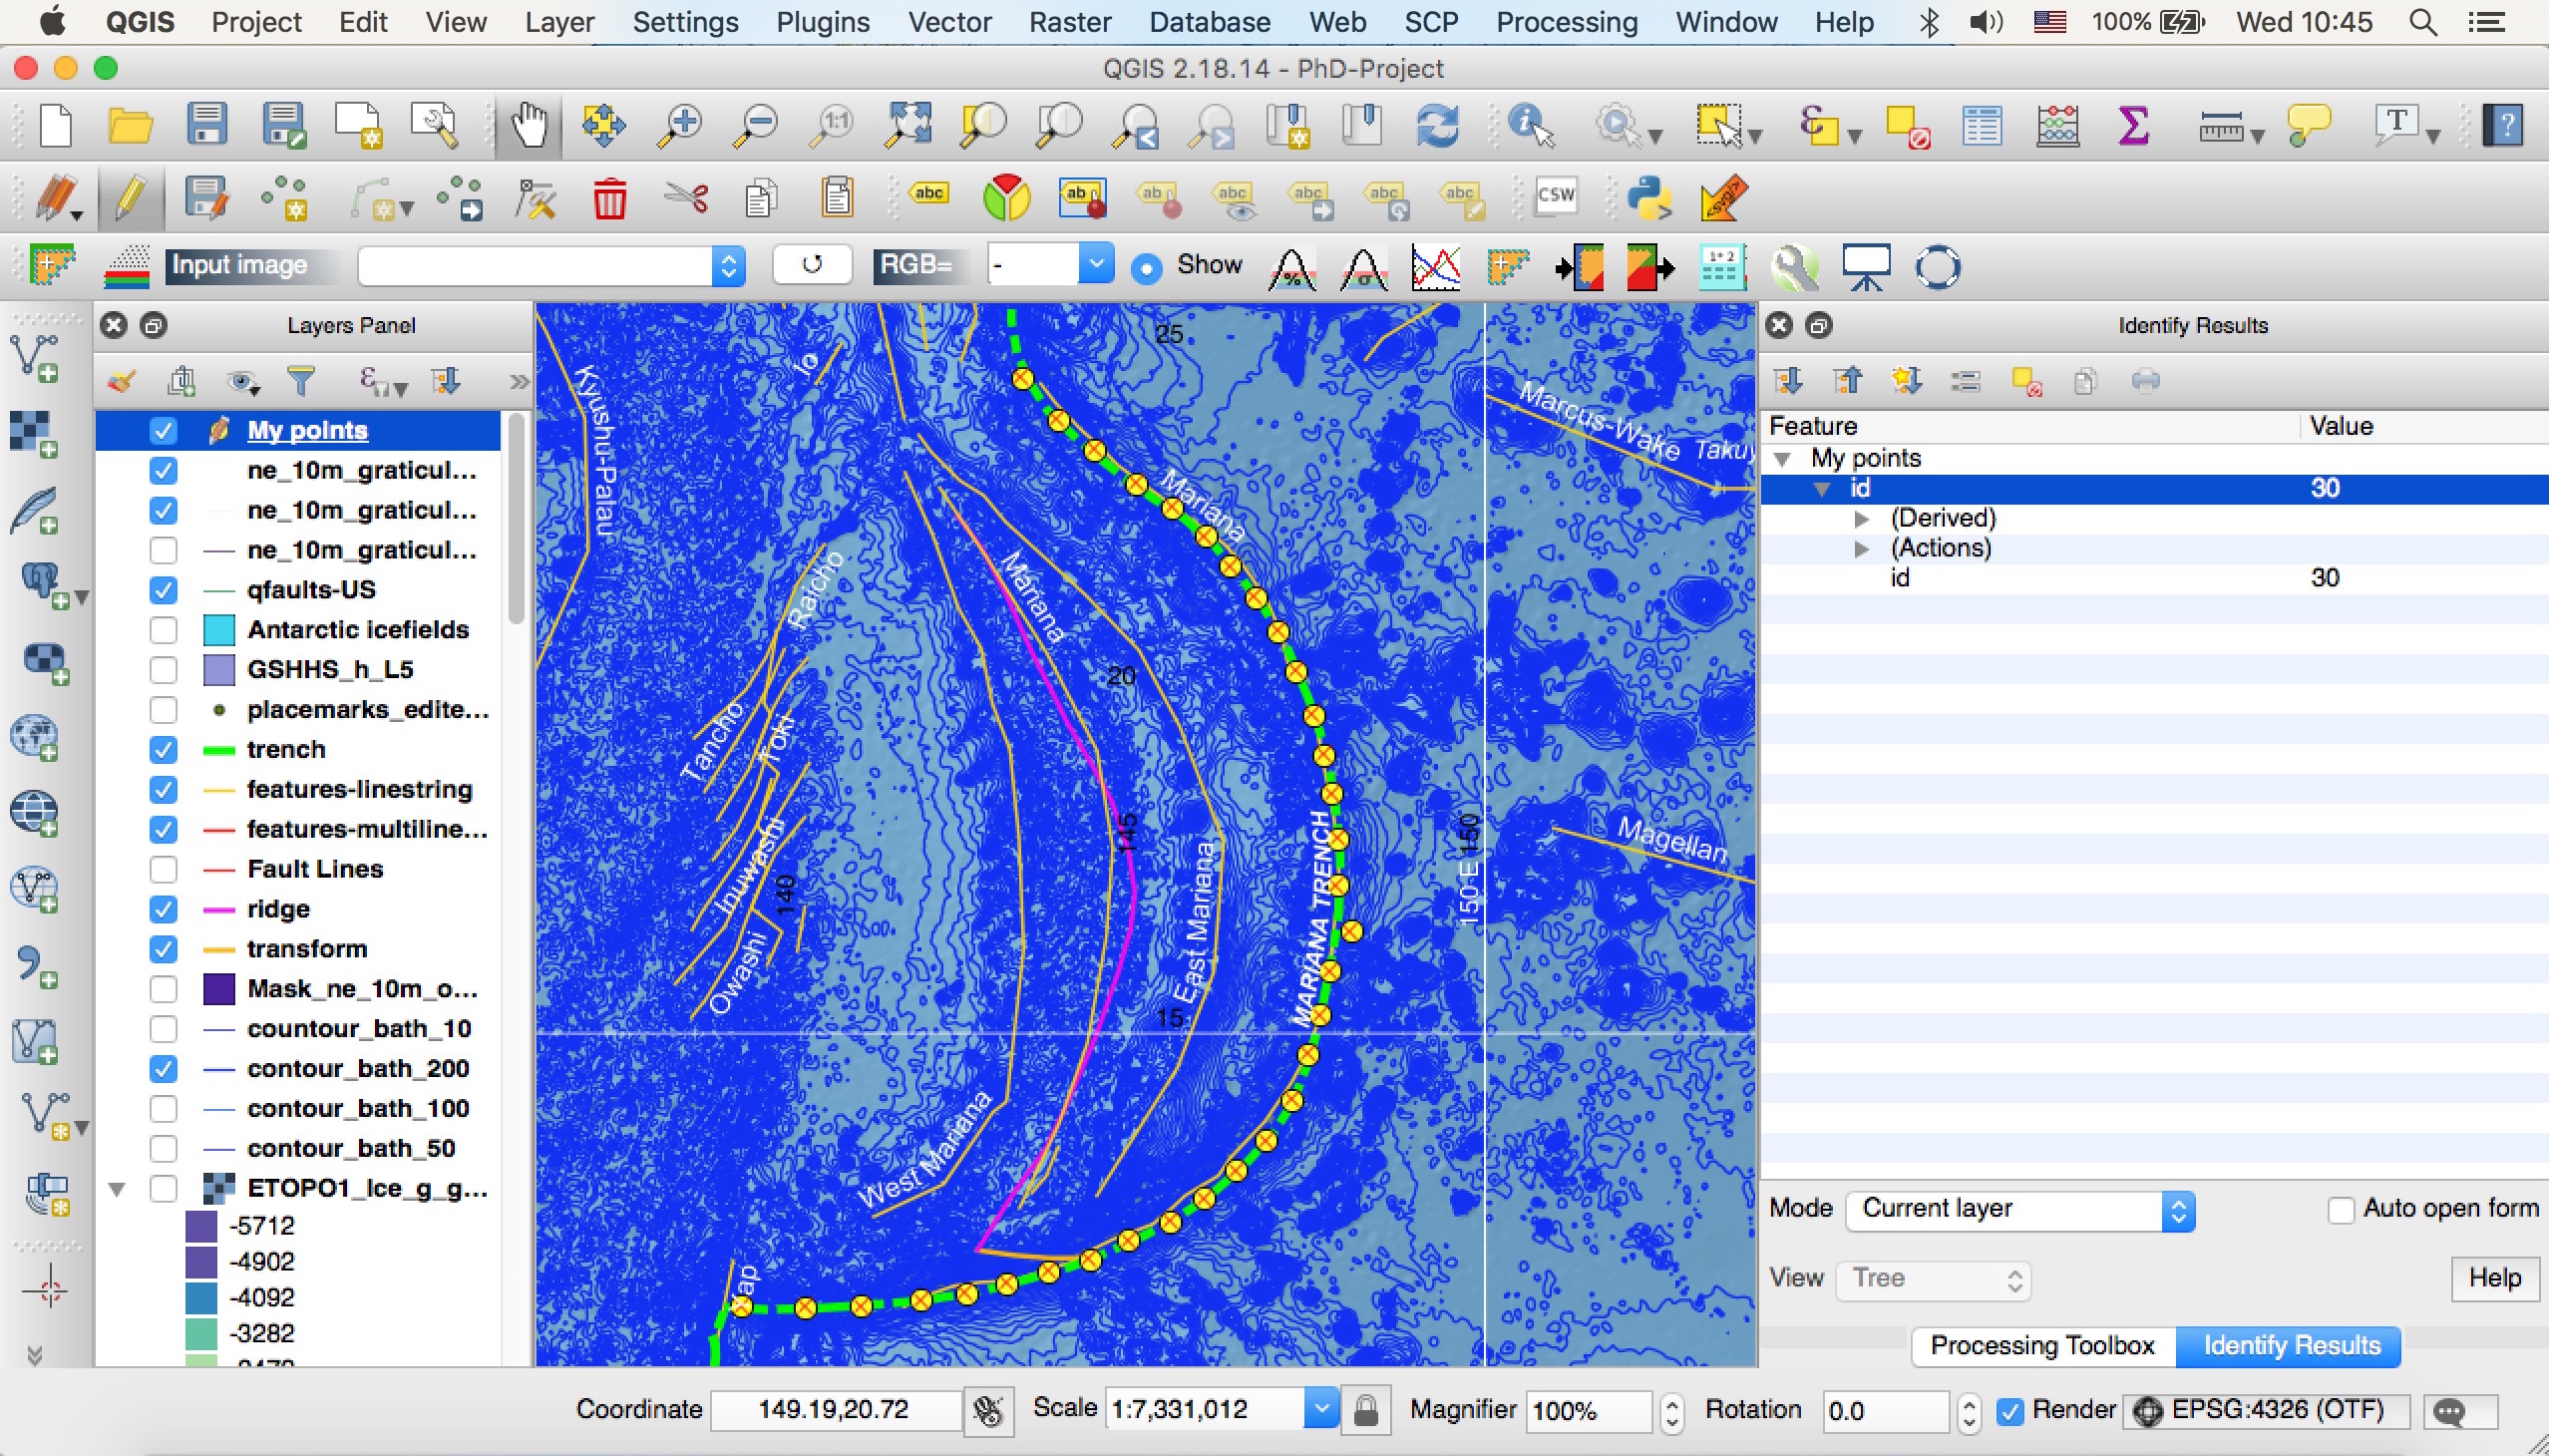 QGIS Project Edit View Layer Settings Plugins Vector Raster Database Web SCP Processing Window Help 100% Wed 10:45
QGIS 2.18.14 - PhD-Project
1:1
T
?
abc
ab
ab
abc
abc
abc
abc
CSW
Input image
RGB=
-
Show
Layers Panel
My points
ne_10m_graticul...
ne_10m_graticul...
ne_10m_graticul...
qfaults-US
Antarctic icefields
GSHHS_h_L5
placemarks_edite...
trench
features-linestring
features-multiline...
Fault Lines
ridge
transform
Mask_ne_10m_o...
countour_bath_10
contour_bath_200
contour_bath_100
contour_bath_50
ETOPO1_Ice_g_g...
-5712
-4902
-4092
-3282
25
Io
Kyushu-Palau
Marcus-Wake
Takuy
Mariana
Mariana
Raicho
20
Tancho
Toki
145
150
150 E
Magellan
Inuwashi
140
East Mariana
MARIANA TRENCH
Owashi
15
West Mariana
Identify Results
Feature Value
My points
id 30
(Derived)
(Actions)
id 30
Mode Current layer Auto open form
View Tree Help
Processing Toolbox Identify Results
Coordinate 149.19,20.72 Scale 1:7,331,012 Magnifier 100% Rotation 0.0 Render EPSG:4326 (OTF)